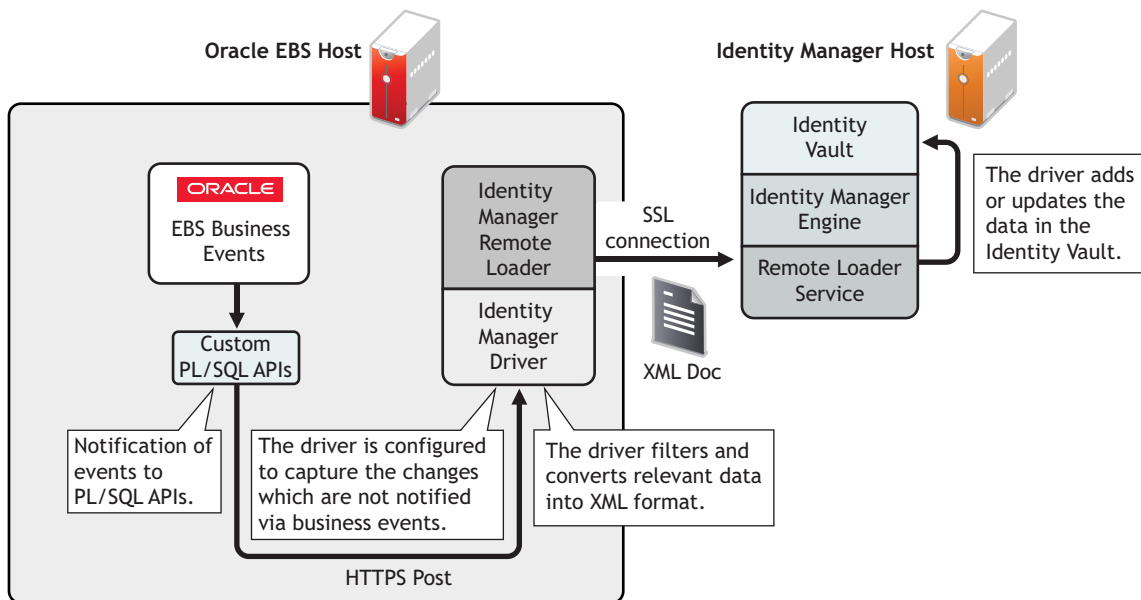 Oracle EBS Host
Identity Manager Host
ORACLE
EBS Business
Events
Custom
PL/SQL APIs
Notification of
events to
PL/SQL APIs.
Identity
Manager
Remote
Loader
Identity
Manager
Driver
The driver is configured
to capture the changes
which are not notified
via business events.
The driver filters and
converts relevant data
into XML format.
HTTPS Post
SSL
connection
XML Doc
Identity
Vault
Identity Manager
Engine
Remote Loader
Service
The driver adds
or updates the
data in the
Identity Vault.